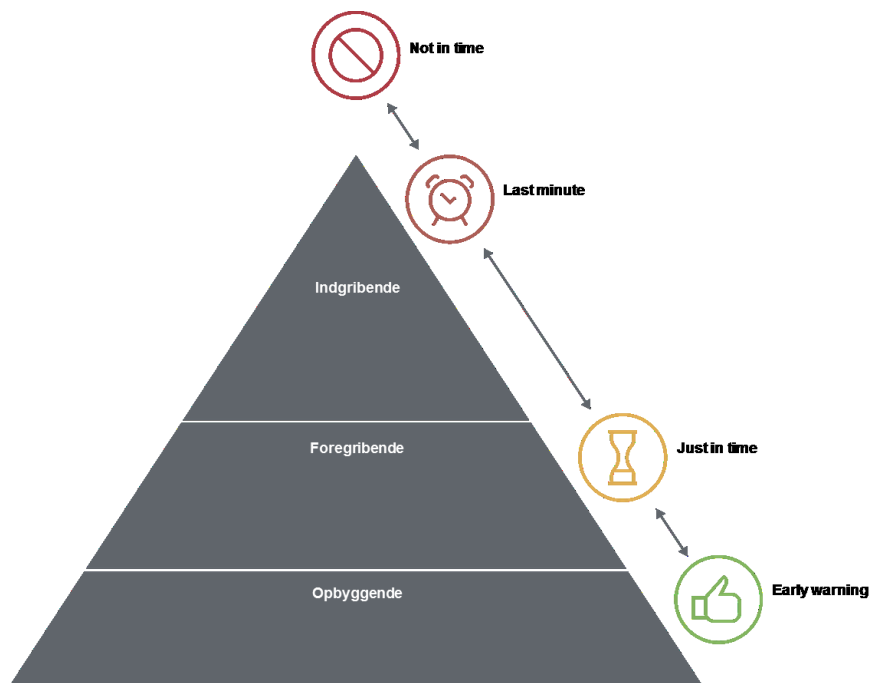 Not in time
Last minute
Indgribende
Foregribende
Just in time
Opbyggende
Early warning